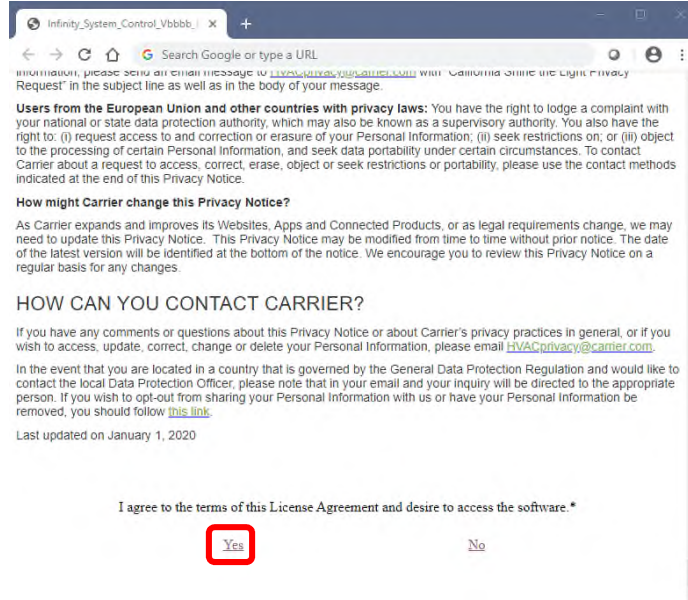 Infinity_System_Control_Vbbbb_
Search Google or type a URL
information, please send an email message to HVACprivacy@carrier.com with "California Shine the Light Privacy
Request" in the subject line as well as in the body of your message.
Users from the European Union and other countries with privacy laws: You have the right to lodge a complaint with
your national or state data protection authority, which may also be known as a supervisory authority. You also have the
right to: (i) request access to and correction or erasure of your Personal Information; (ii) seek restrictions on; or (iii) object
to the processing of certain Personal Information, and seek data portability under certain circumstances. To contact
Carrier about a request to access, correct, erase, object or seek restrictions or portability, please use the contact methods
indicated at the end of this Privacy Notice.
How might Carrier change this Privacy Notice?
As Carrier expands and improves its Websites, Apps and Connected Products, or as legal requirements change, we may
need to update this Privacy Notice. This Privacy Notice may be modified from time to time without prior notice. The date
of the latest version will be identified at the bottom of the notice. We encourage you to review this Privacy Notice on a
regular basis for any changes.
HOW CAN YOU CONTACT CARRIER?
If you have any comments or questions about this Privacy Notice or about Carrier's privacy practices in general, or if you
wish to access, update, correct, change or delete your Personal Information, please email HVACprivacy@carrier.com.
In the event that you are located in a country that is governed by the General Data Protection Regulation and would like to
contact the local Data Protection Officer, please note that in your email and your inquiry will be directed to the appropriate
person. If you wish to opt-out from sharing your Personal Information with us or have your Personal Information be
removed, you should follow this link.
Last updated on January 1, 2020
I agree to the terms of this License Agreement and desire to access the software.*
Yes No